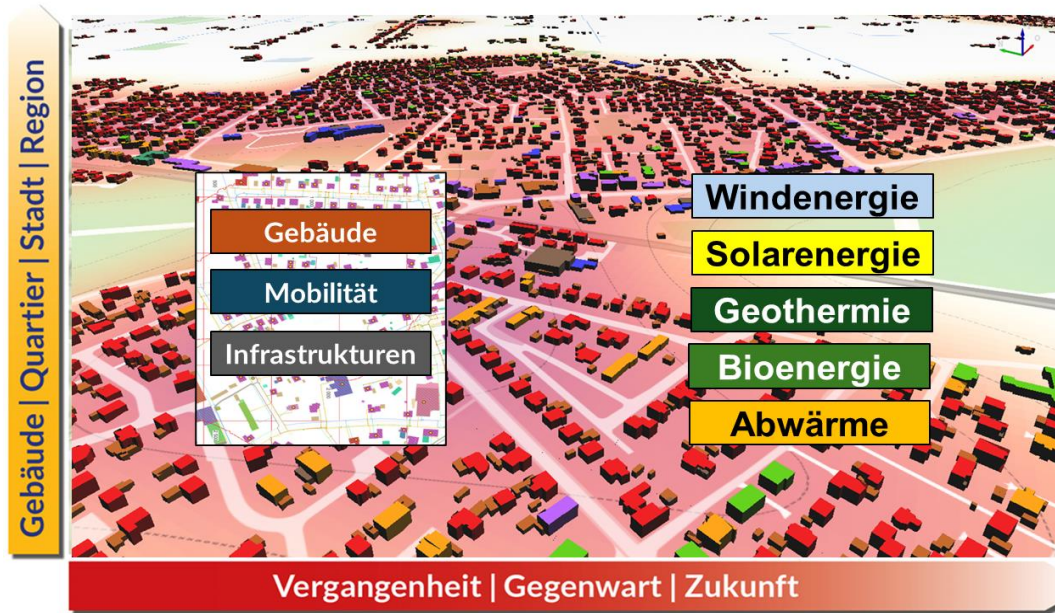 Gebäude | Quartier | Stadt | Region
Gebäude
Mobilität
Infrastrukturen
Windenergie
Solarenergie
Geothermie
Bioenergie
Abwärme
Vergangenheit | Gegenwart | Zukunft